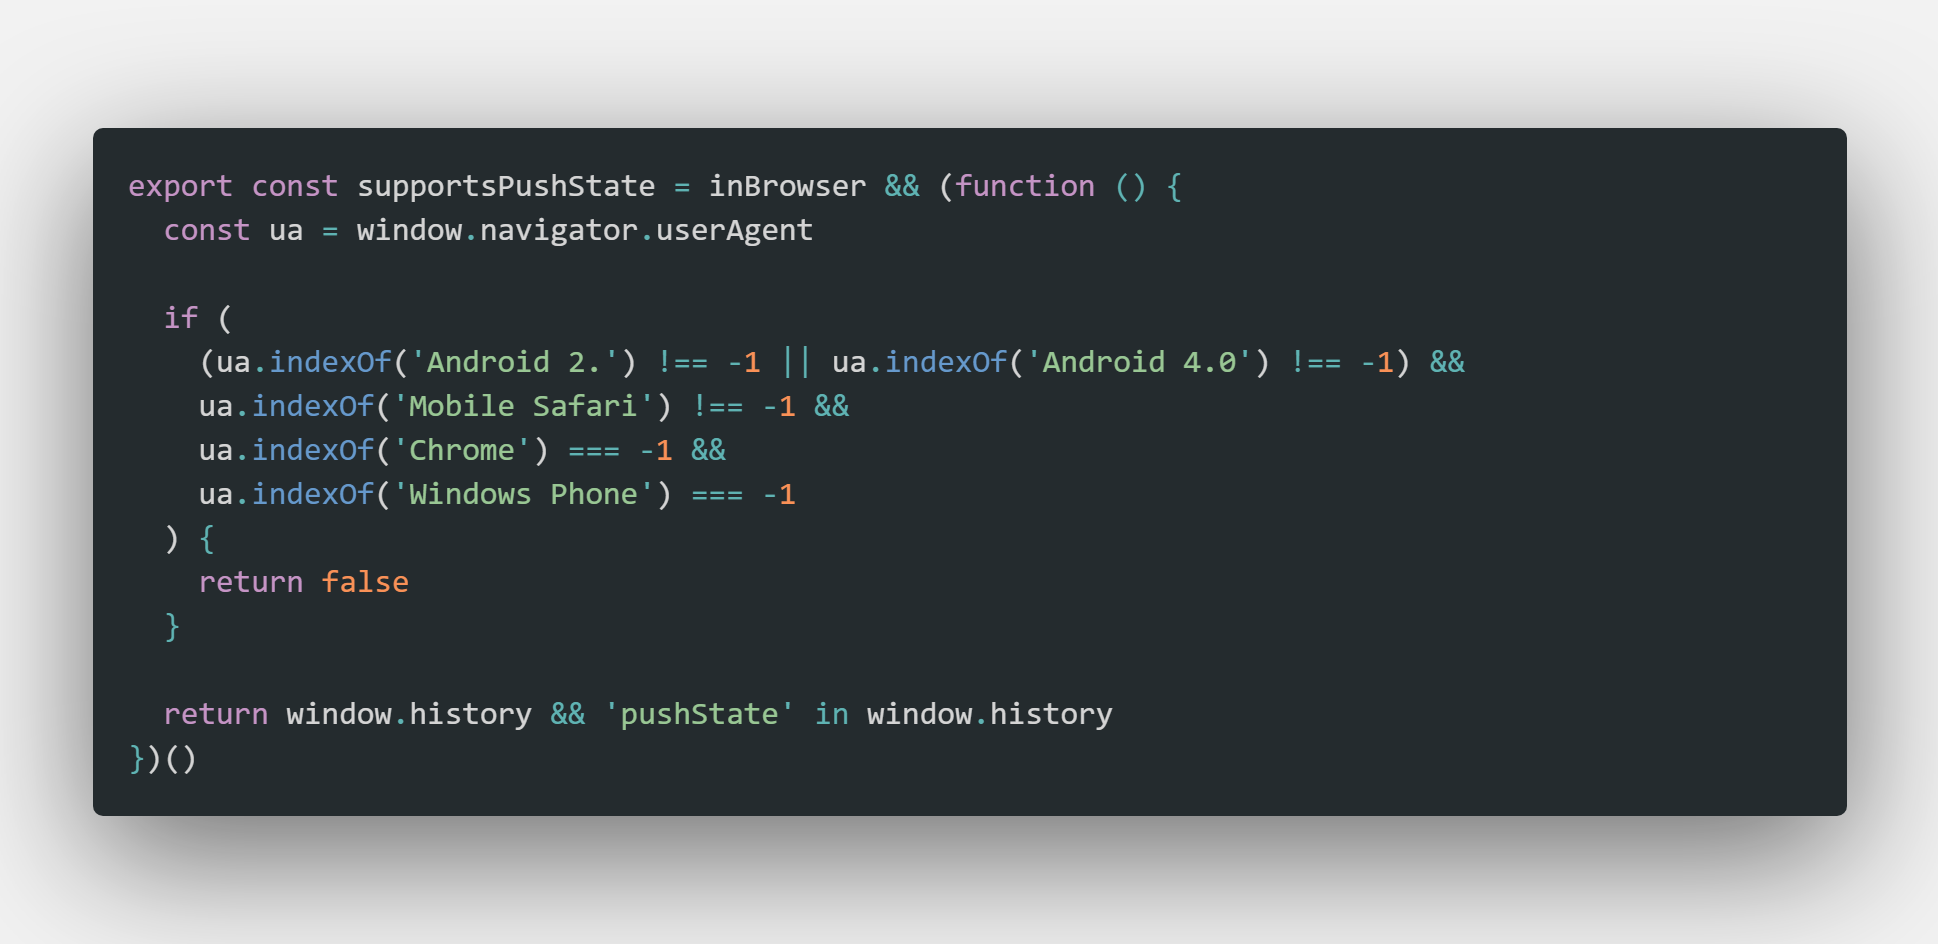 export const supportsPushState = inBrowser && (function () {
  const ua = window.navigator.userAgent

  if (
    (ua.indexOf('Android 2.') !== -1 || ua.indexOf('Android 4.0') !== -1) &&
    ua.indexOf('Mobile Safari') !== -1 &&
    ua.indexOf('Chrome') === -1 &&
    ua.indexOf('Windows Phone') === -1
  ) {
    return false
  }

  return window.history && 'pushState' in window.history
})()